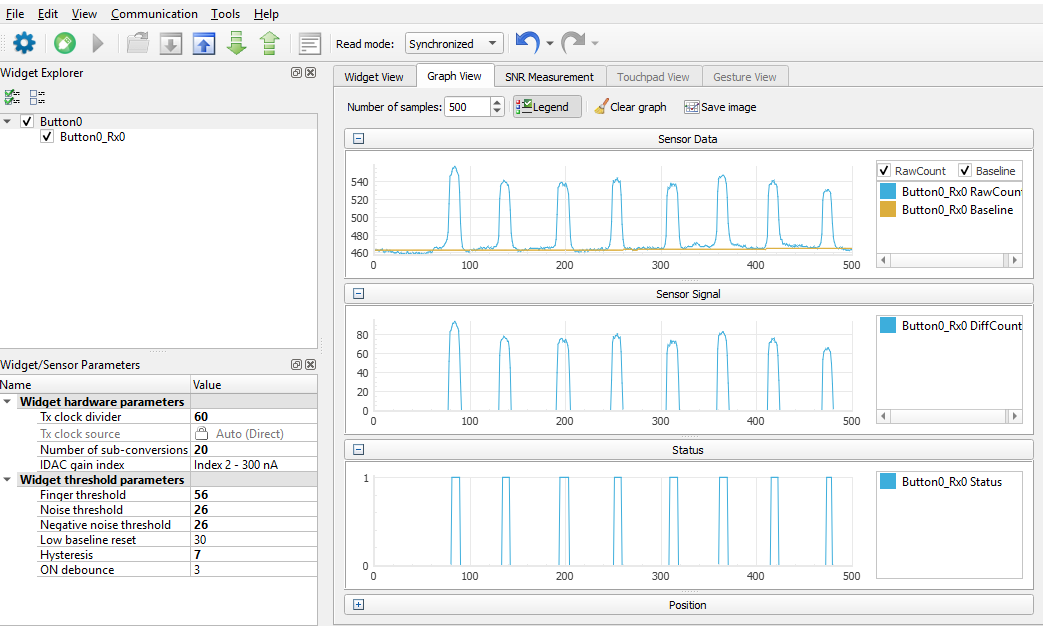 File Edit View Communication Tools Help
Read mode: Synchronized
Widget Explorer
Button0
Button0_Rx0
Widget/Sensor Parameters
Name Value
Widget hardware parameters
Tx clock divider 60
Tx clock source Auto (Direct)
Number of sub-conversions 20
IDAC gain index Index 2 - 300 nA
Widget threshold parameters
Finger threshold 56
Noise threshold 26
Negative noise threshold 26
Low baseline reset 30
Hysteresis 7
ON debounce 3
Widget View Graph View SNR Measurement Touchpad View Gesture View
Number of samples: 500 Legend Clear graph Save image
Sensor Data
540
520
500
480
460
0 100 200 300 400 500
RawCount Baseline
Button0_Rx0 RawCount
Button0_Rx0 Baseline
Sensor Signal
80
60
40
20
0
0 100 200 300 400 500
Button0_Rx0 DiffCount
Status
1
0
0 100 200 300 400 500
Button0_Rx0 Status
Position